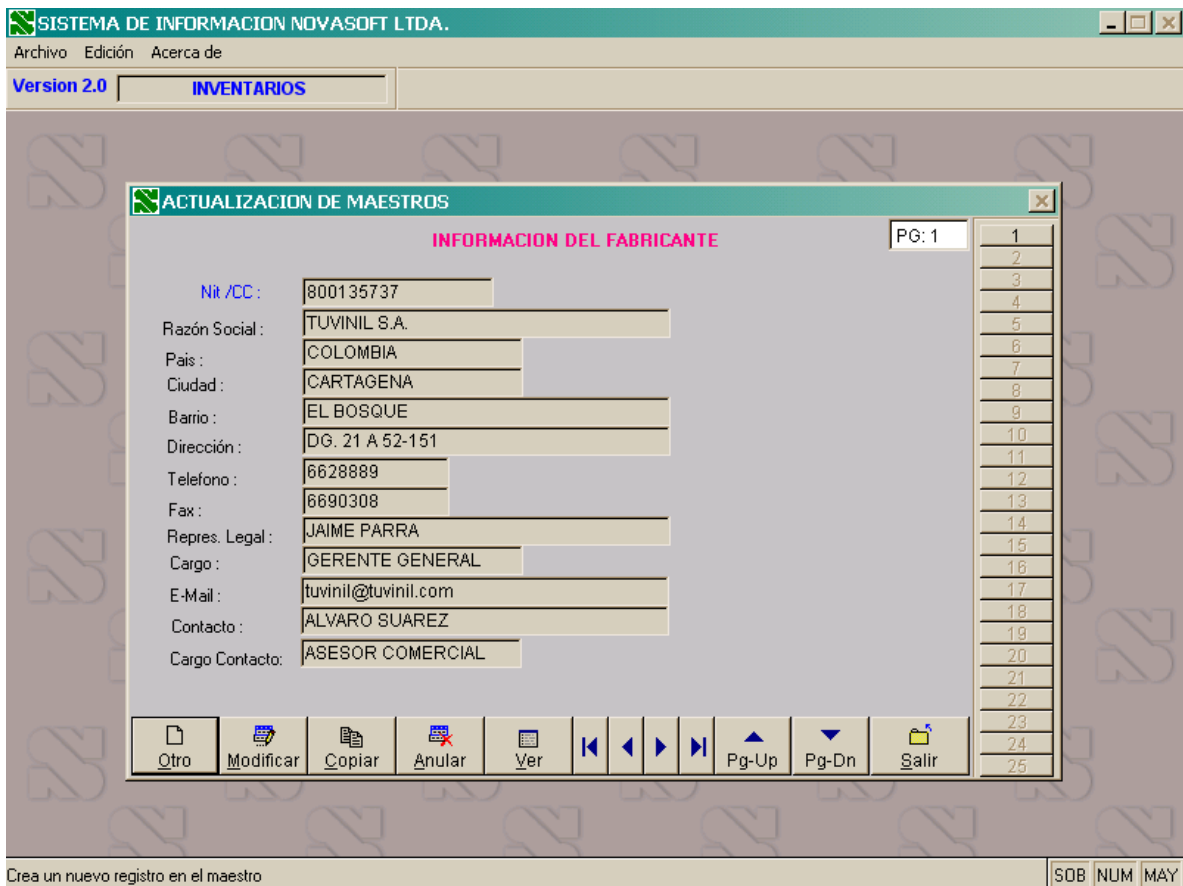 SISTEMA DE INFORMACION NOVASOFT LTDA.
Archivo Edición Acerca de
Version 2.0 INVENTARIOS
ACTUALIZACION DE MAESTROS
INFORMACION DEL FABRICANTE PG: 1
Nit /CC : 800135737
Razón Social : TUVINIL S.A.
Pais : COLOMBIA
Ciudad : CARTAGENA
Barrio : EL BOSQUE
Dirección : DG. 21 A 52-151
Telefono : 6628889
Fax : 6690308
Repres. Legal : JAIME PARRA
Cargo : GERENTE GENERAL
E-Mail : tuvinil@tuvinil.com
Contacto : ALVARO SUAREZ
Cargo Contacto: ASESOR COMERCIAL
1
2
3
4
5
6
7
8
9
10
11
12
13
14
15
16
17
18
19
20
21
22
23
24
25
Otro Modificar Copiar Anular Ver Pg-Up Pg-Dn Salir
Crea un nuevo registro en el maestro SOB NUM MAY